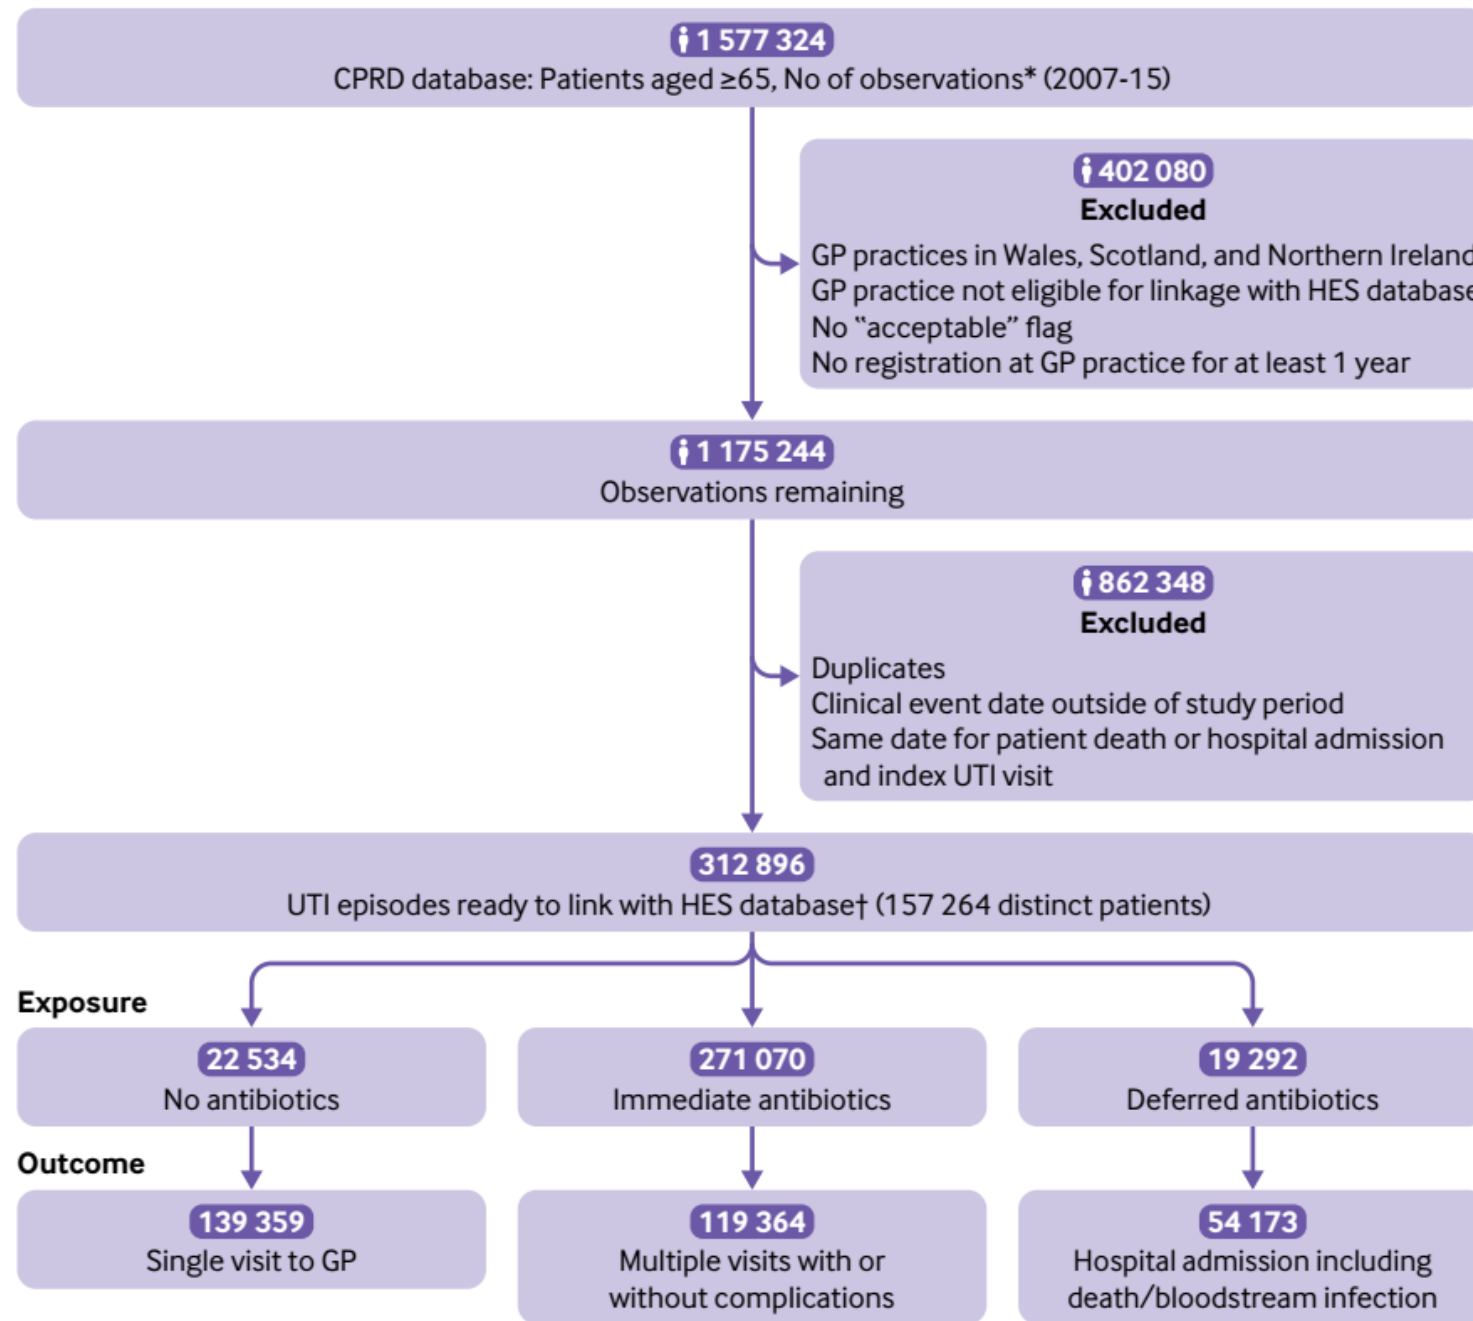 1 577 324
CPRD database: Patients aged ≥65, No of observations* (2007-15)
402 080
Excluded
GP practices in Wales, Scotland, and Northern Ireland
GP practice not eligible for linkage with HES database
No “acceptable” flag
No registration at GP practice for at least 1 year
1 175 244
Observations remaining
862 348
Excluded
Duplicates
Clinical event date outside of study period
Same date for patient death or hospital admission
and index UTI visit
312 896
UTI episodes ready to link with HES database† (157 264 distinct patients)
Exposure
22 534
No antibiotics
271 070
Immediate antibiotics
19 292
Deferred antibiotics
Outcome
139 359
Single visit to GP
119 364
Multiple visits with or
without complications
54 173
Hospital admission including
death/bloodstream infection